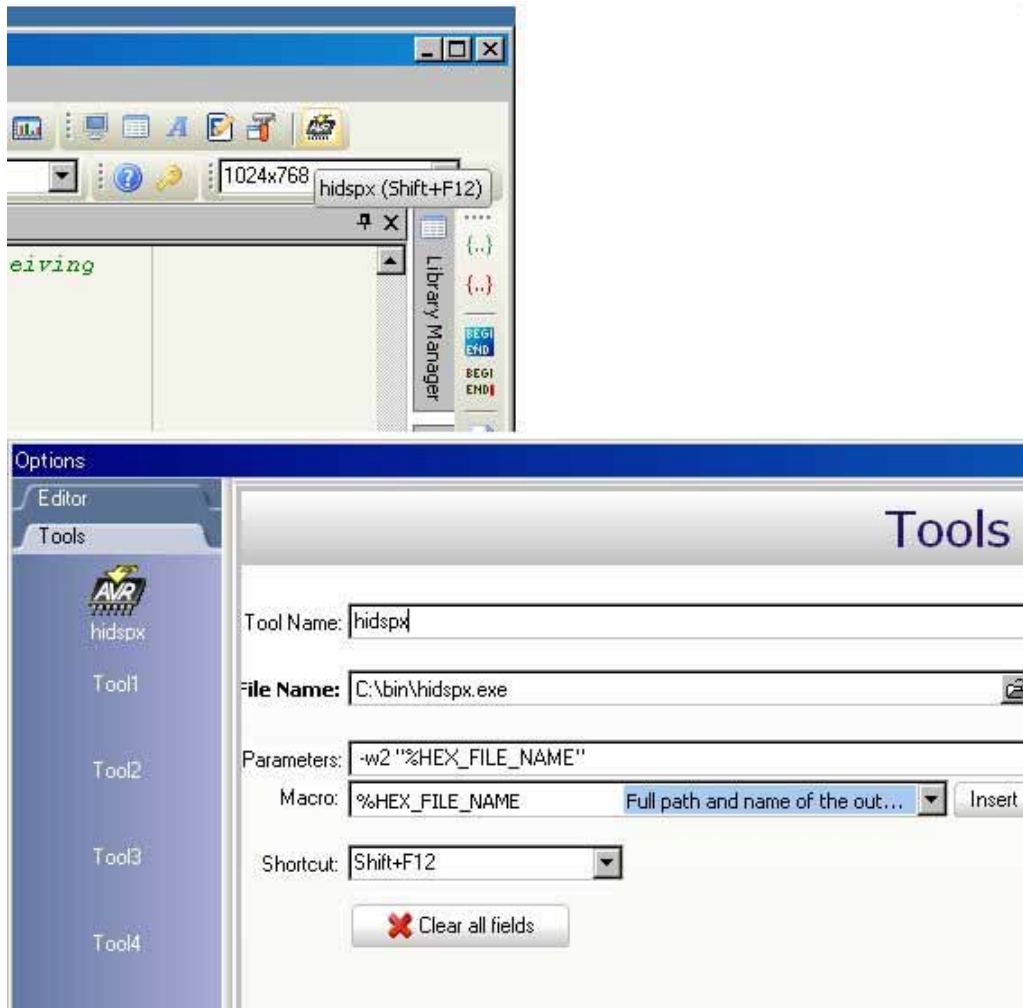 1024x768
hidspx (Shift+F12)
eiving
{..}
{..}
Library Manager
BEGI
END
BEGI
END
Options
Editor
Tools
Tools
AVR
hidspx
Tool Name: hidspx
Tool1
File Name: C:\bin\hidspx.exe
Tool2
Parameters: -w2 "%HEX_FILE_NAME"
Macro: %HEX_FILE_NAME Full path and name of the out... Insert
Tool3
Shortcut: Shift+F12
Clear all fields
Tool4